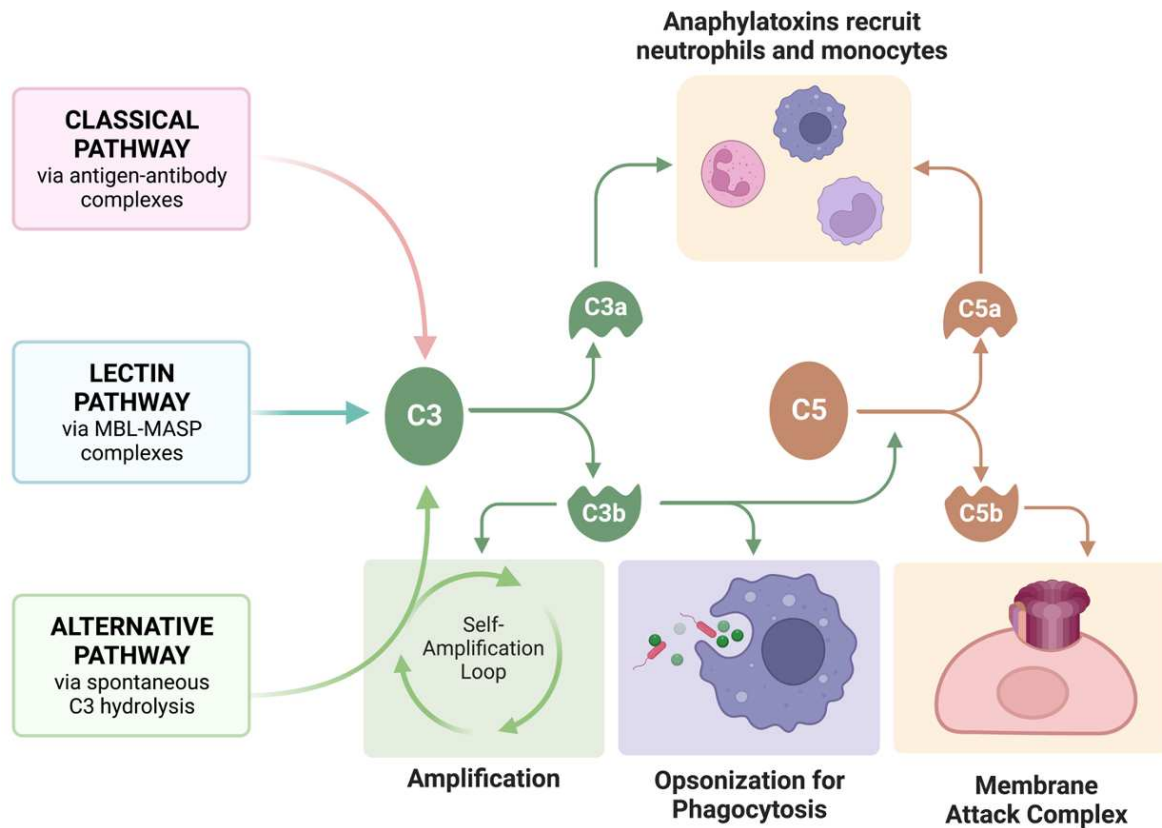 Anaphylatoxins recruit
neutrophils and monocytes
CLASSICAL
PATHWAY
via antigen-antibody
complexes
C3a
C5a
LECTIN
PATHWAY
via MBL-MASP
complexes
C3
C5
C3b
C5b
ALTERNATIVE
PATHWAY
via spontaneous
C3 hydrolysis
Self-
Amplification
Loop
Amplification
Opsonization for
Phagocytosis
Membrane
Attack Complex